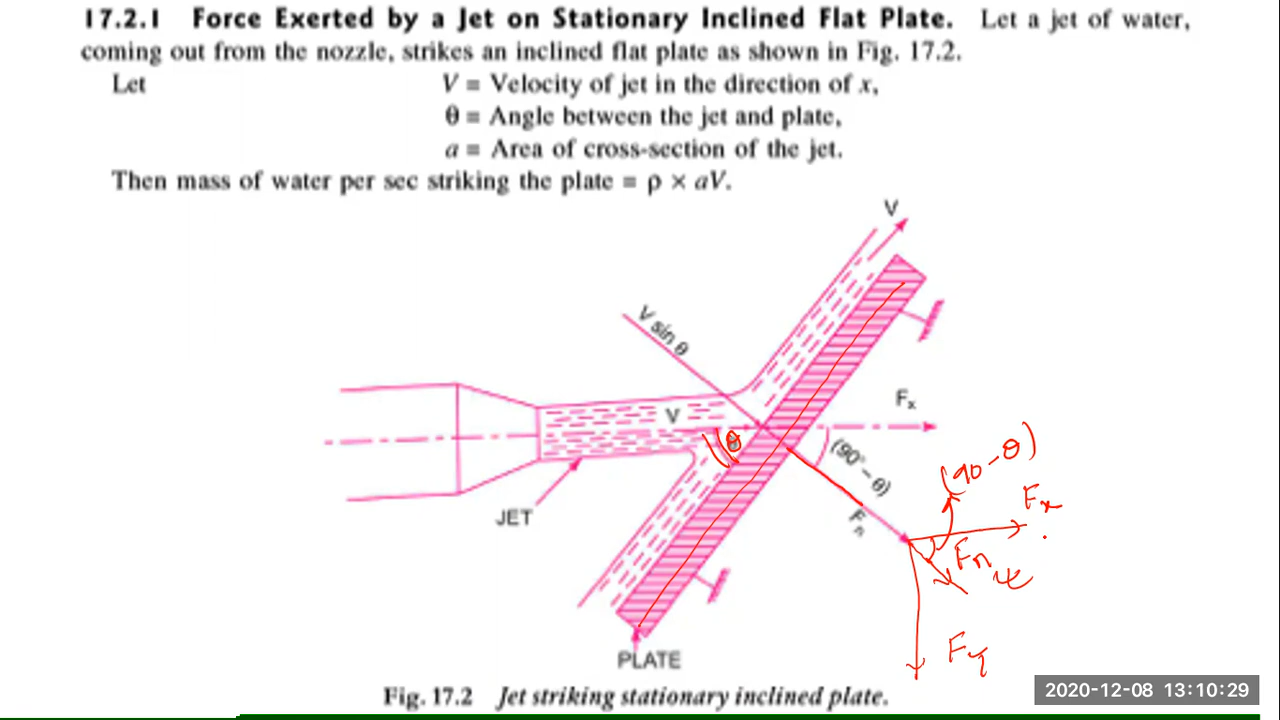 17.2.1 Force Exerted by a Jet on Stationary Inclined Flat Plate. Let a jet of water,
coming out from the nozzle, strikes an inclined flat plate as shown in Fig. 17.2.
Let V = Velocity of jet in the direction of x,
θ = Angle between the jet and plate,
a = Area of cross-section of the jet.
Then mass of water per sec striking the plate = ρ × aV.
V
V sin θ
Fx
V
θ
(90° – θ)
(90 - θ)
Fx
Fn
JET
Fn
Fy
PLATE
Fig. 17.2 Jet striking stationary inclined plate.
2020-12-08 13:10:29